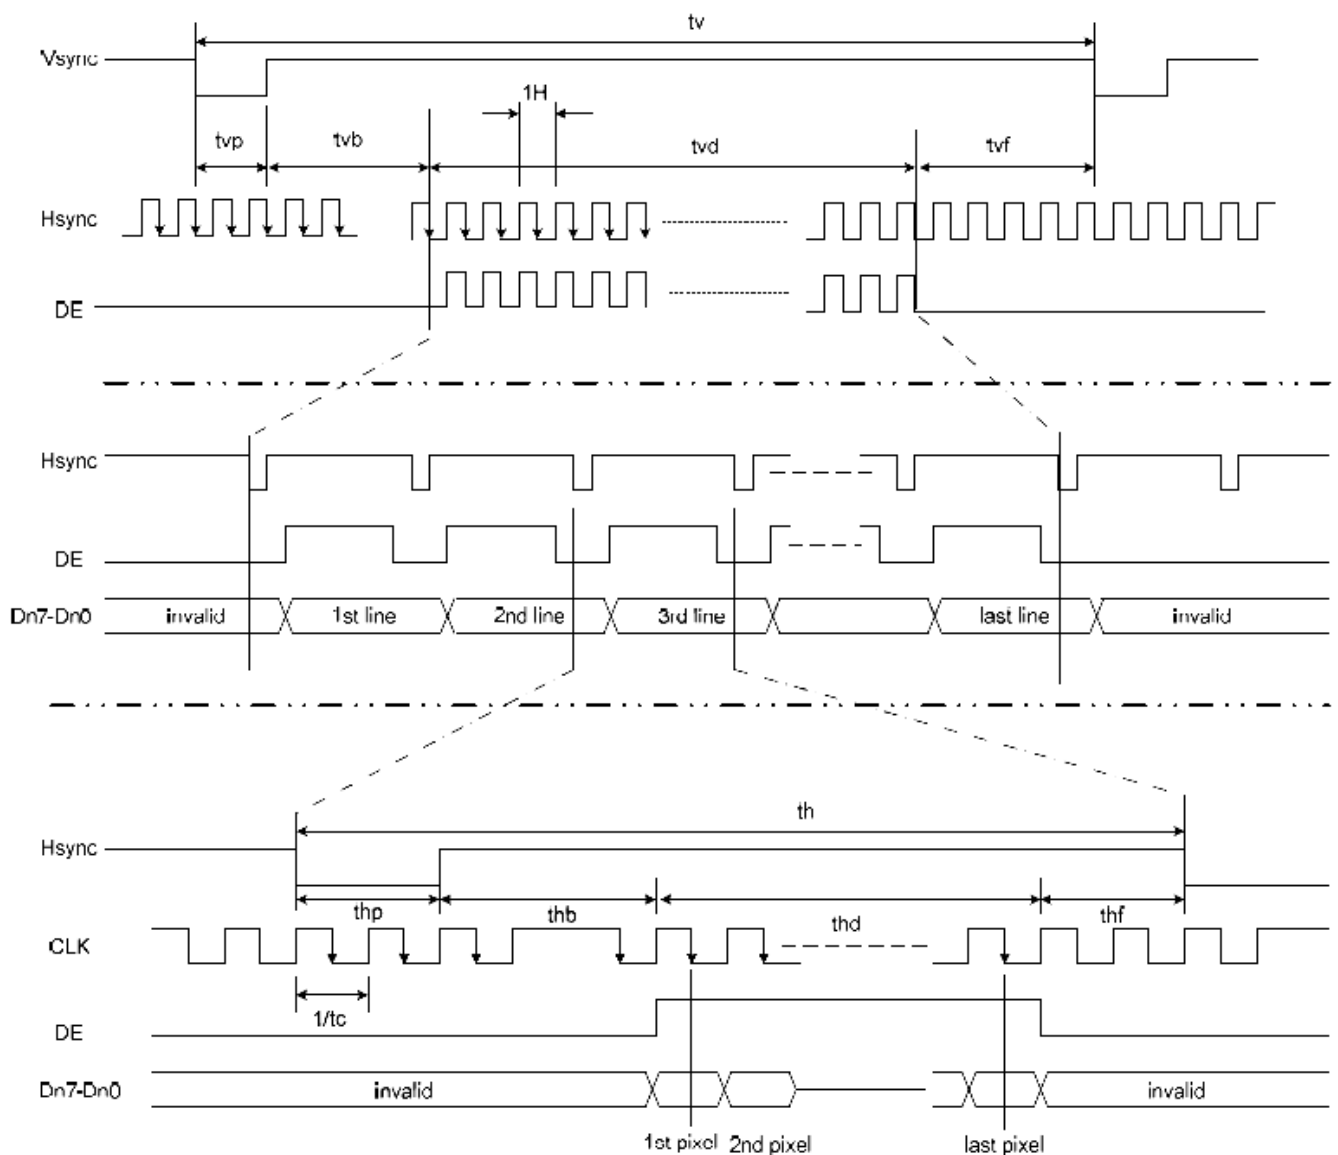 tv
Vsync
1H
tvp
tvb
tvd
tvf
Hsync
DE
Hsync
DE
Dn7-Dn0
invalid
1st line
2nd line
3rd line
last line
invalid
th
Hsync
thp
thb
thd
thf
CLK
1/tc
DE
Dn7-Dn0
invalid
invalid
1st pixel
2nd pixel
last pixel